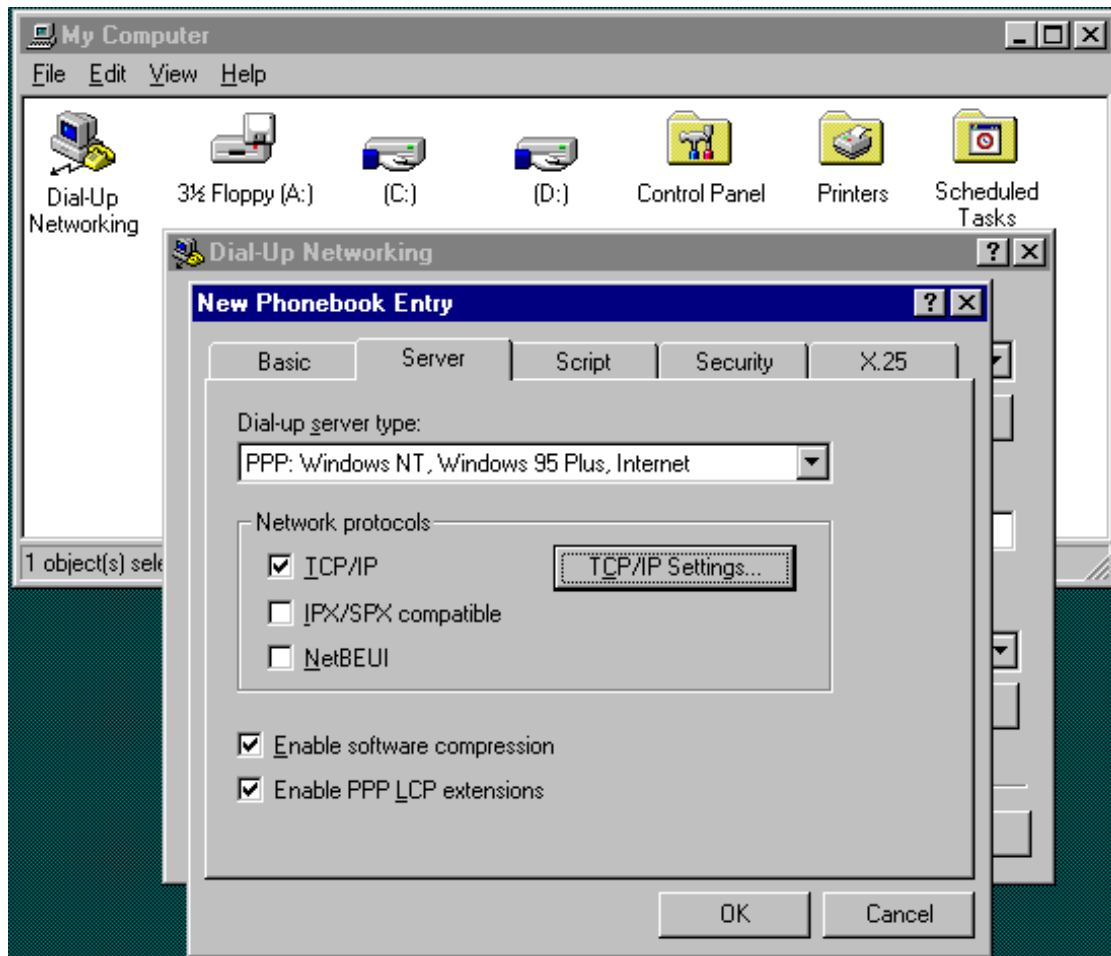 My Computer
File Edit View Help
Dial-Up Networking
3½ Floppy (A:)
(C:)
(D:)
Control Panel
Printers
Scheduled Tasks
Dial-Up Networking
New Phonebook Entry
Basic Server Script Security X.25
Dial-up server type:
PPP: Windows NT, Windows 95 Plus, Internet
Network protocols
TCP/IP
TCP/IP Settings...
IPX/SPX compatible
NetBEUI
Enable software compression
Enable PPP LCP extensions
1 object(s) sele
OK Cancel